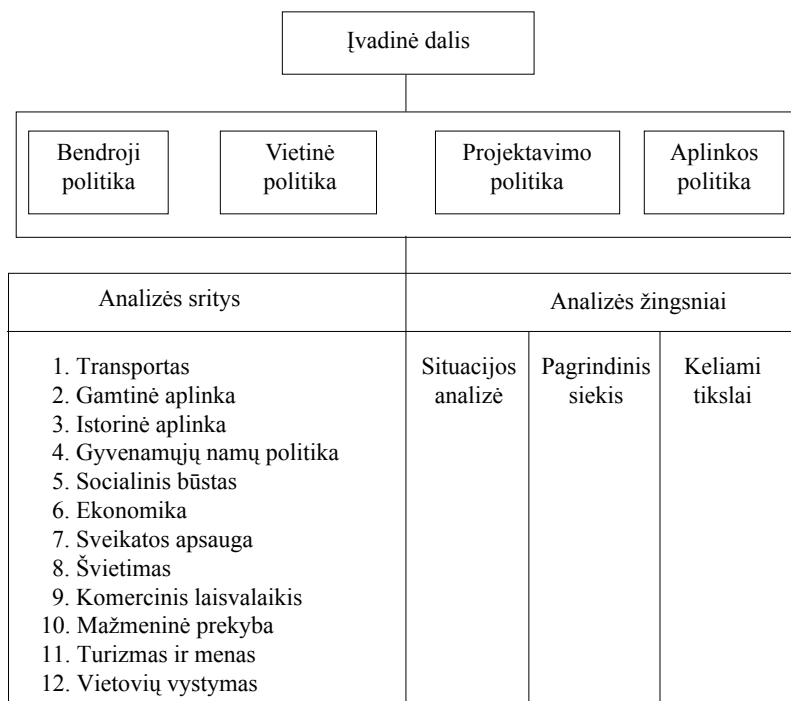 Įvadinė dalis
Bendroji
politika
Vietinė
politika
Projektavimo
politika
Aplinkos
politika
Analizės sritys
Analizės žingsniai
1. Transportas
2. Gamtinė aplinka
3. Istorinė aplinka
4. Gyvenamųjų namų politika
5. Socialinis būstas
6. Ekonomika
7. Sveikatos apsauga
8. Švietimas
9. Komercinis laisvalaikis
10. Mažmeninė prekyba
11. Turizmas ir menas
12. Vietovių vystymas
Situacijos
analizė
Pagrindinis
siekis
Keliami
tikslai